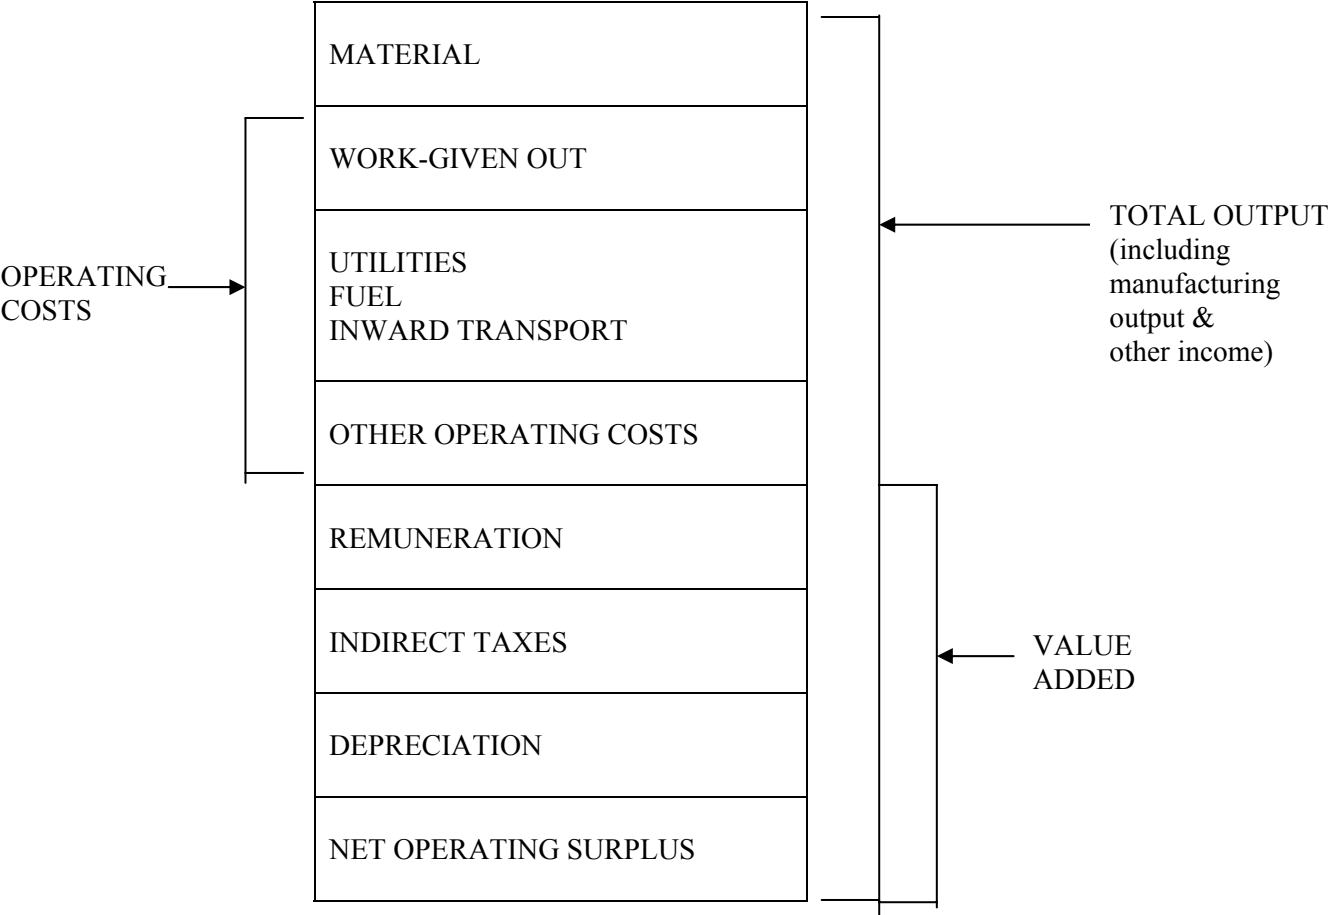 MATERIAL
WORK-GIVEN OUT
UTILITIES
FUEL
INWARD TRANSPORT
OTHER OPERATING COSTS
REMUNERATION
INDIRECT TAXES
DEPRECIATION
NET OPERATING SURPLUS
OPERATING
COSTS
TOTAL OUTPUT
(including
manufacturing
output &
other income)
VALUE
ADDED